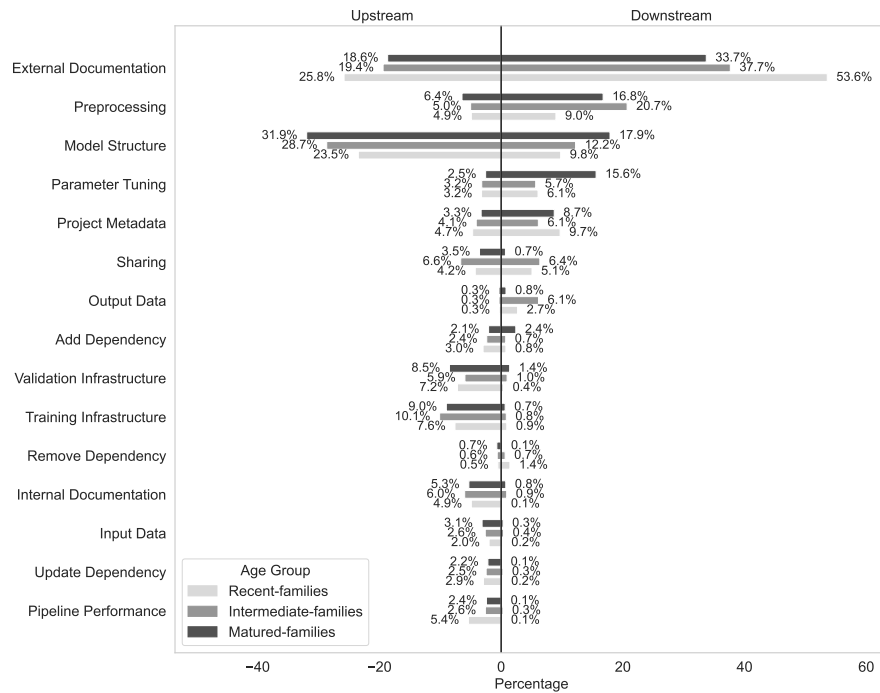 Upstream Downstream
18.6% 33.7%
External Documentation 19.4% 37.7%
25.8% 53.6%
6.4% 16.8%
Preprocessing 5.0% 20.7%
4.9% 9.0%
31.9% 17.9%
Model Structure 28.7% 12.2%
23.5% 9.8%
2.5% 15.6%
Parameter Tuning 3.2% 5.7%
3.2% 6.1%
3.3% 8.7%
Project Metadata 4.1% 6.1%
4.7% 9.7%
3.5% 0.7%
Sharing 6.6% 6.4%
4.2% 5.1%
0.3% 0.8%
Output Data 0.3% 6.1%
0.3% 2.7%
2.1% 2.4%
Add Dependency 2.4% 0.7%
3.0% 0.8%
8.5% 1.4%
Validation Infrastructure 5.9% 1.0%
7.2% 0.4%
9.0% 0.7%
Training Infrastructure 10.1% 0.8%
7.6% 0.9%
0.7% 0.1%
Remove Dependency 0.6% 0.7%
0.5% 1.4%
5.3% 0.8%
Internal Documentation 6.0% 0.9%
4.9% 0.1%
3.1% 0.3%
Input Data 2.6% 0.4%
2.0% 0.2%
2.2% 0.1%
Update Dependency 2.5% 0.3%
2.9% 0.2%
2.4% 0.1%
Pipeline Performance 2.6% 0.3%
5.4% 0.1%
Age Group
Recent-families
Intermediate-families
Matured-families
−40 −20 0 20 40 60
Percentage